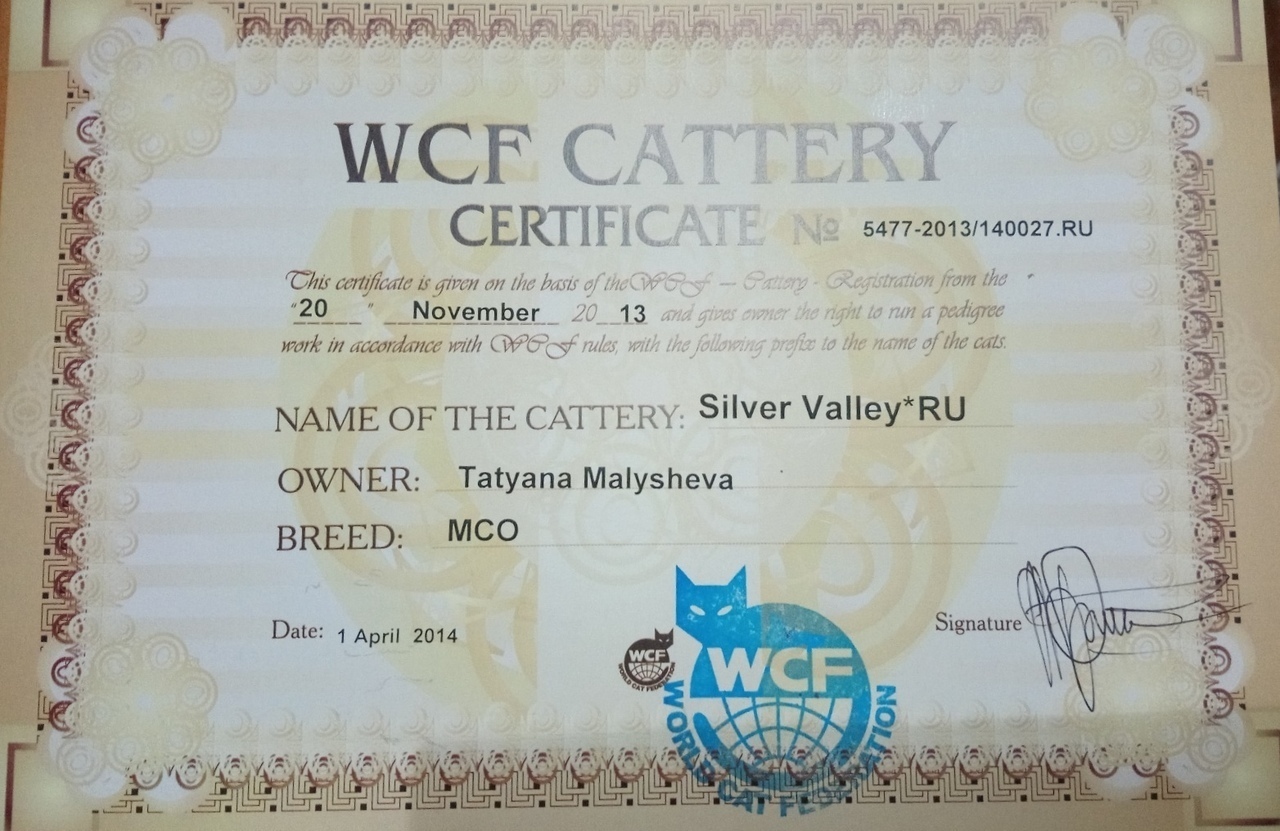 WCF CATTERY
CERTIFICATE № 5477-2013/140027.RU
This certificate is given on the basis of the WCF – Cattery - Registration from the
"20" November 20 13 and gives owner the right to run a pedigree
work in accordance with WCF rules, with the following prefix to the name of the cats.
NAME OF THE CATTERY: Silver Valley*RU
OWNER: Tatyana Malysheva
BREED: MCO
Date: 1 April 2014
Signature
WCF
WORLD CAT FEDERATION
WCF
WORLD CAT FEDERATION